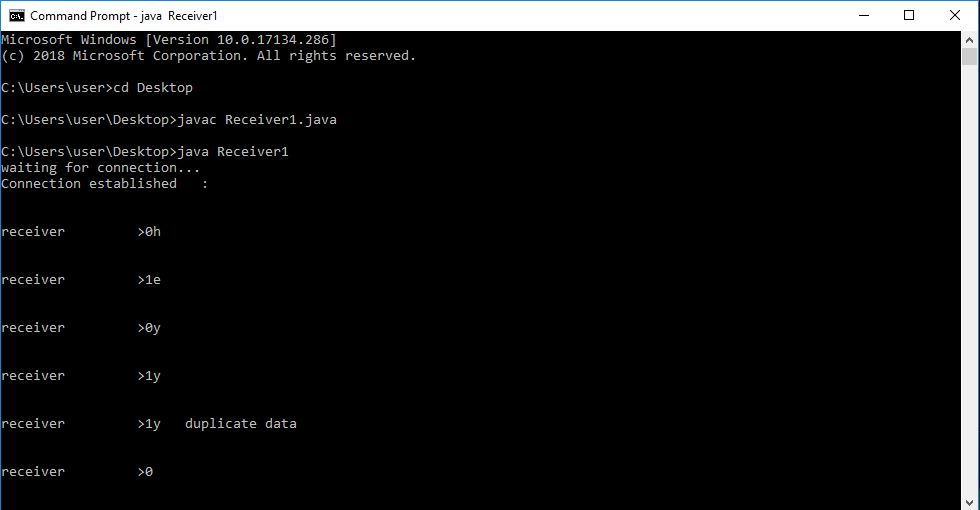 Command Prompt - java  Receiver1
Microsoft Windows [Version 10.0.17134.286]
(c) 2018 Microsoft Corporation. All rights reserved.
C:\Users\user>cd Desktop
C:\Users\user\Desktop>javac Receiver1.java
C:\Users\user\Desktop>java Receiver1
waiting for connection...
Connection established   :
receiver         >0h
receiver         >1e
receiver         >0y
receiver         >1y
receiver         >1y   duplicate data
receiver         >0